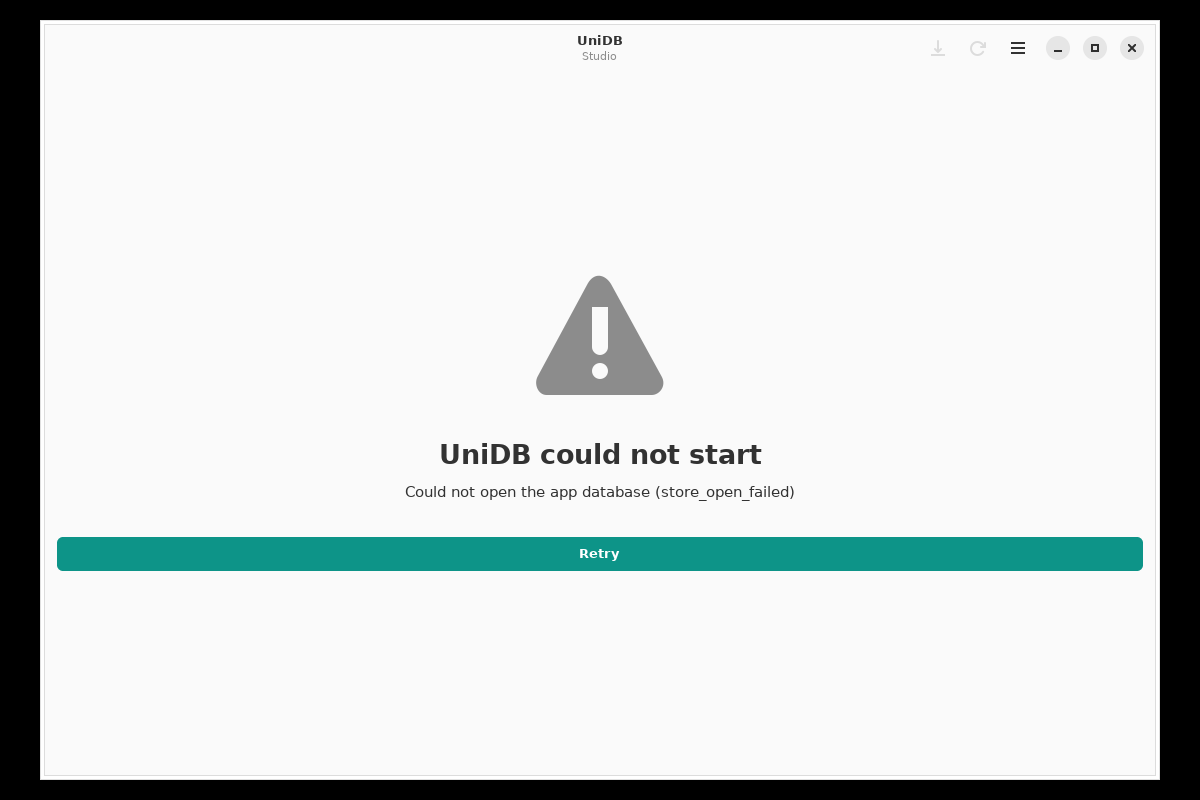 UniDB
Studio
UniDB could not start
Could not open the app database (store_open_failed)
Retry